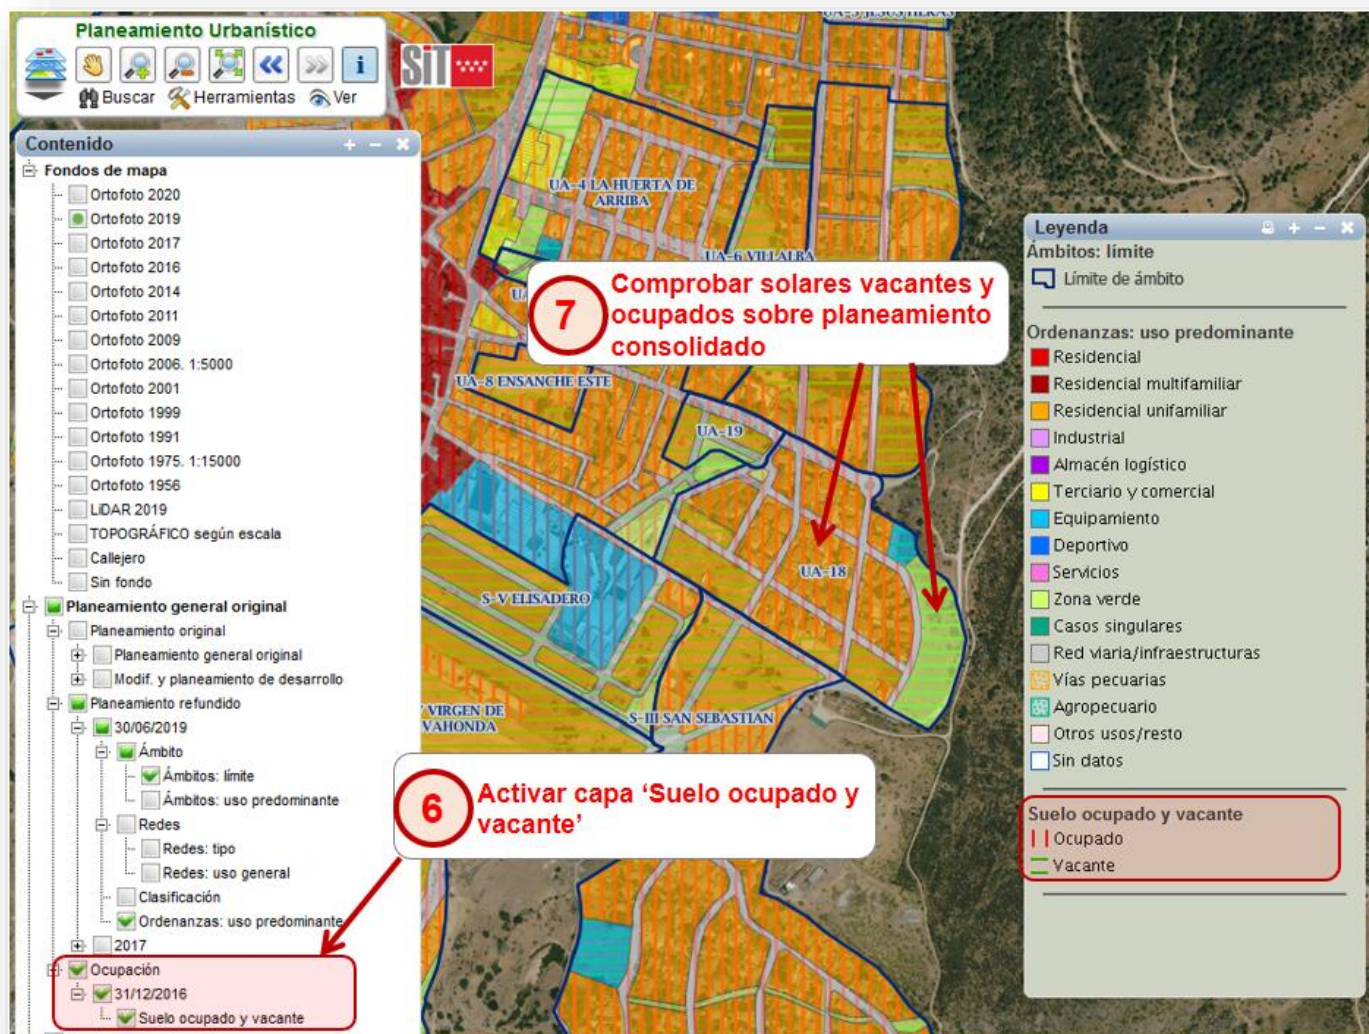 Planeamiento Urbanístico
i
SiT
Buscar Herramientas Ver
Contenido
Fondos de mapa
Ortofoto 2020
Ortofoto 2019
Ortofoto 2017
Ortofoto 2016
Ortofoto 2014
Ortofoto 2011
Ortofoto 2009
Ortofoto 2006. 1:5000
Ortofoto 2001
Ortofoto 1999
Ortofoto 1991
Ortofoto 1975. 1:15000
Ortofoto 1956
LiDAR 2019
TOPOGRÁFICO según escala
Callejero
Sin fondo
Planeamiento general original
Planeamiento original
Planeamiento general original
Modif. y planeamiento de desarrollo
Planeamiento refundido
30/06/2019
Ámbito
Ámbitos: límite
Ámbitos: uso predominante
Redes
Redes: tipo
Redes: uso general
Clasificación
Ordenanzas: uso predominante
2017
Ocupación
31/12/2016
Suelo ocupado y vacante
UA-5 JESUS HERAS
UA-4 LA HUERTA DE
ARRIBA
UA-6 VILLALBA
7
Comprobar solares vacantes y
ocupados sobre planeamiento
consolidado
UA-8 ENSANCHE ESTE
UA-19
UA-18
S-V ELISADERO
VIRGEN DE
VAHONDA
S-III SAN SEBASTIAN
6
Activar capa ‘Suelo ocupado y
vacante’
Leyenda
Ámbitos: límite
Límite de ámbito
Ordenanzas: uso predominante
Residencial
Residencial multifamiliar
Residencial unifamiliar
Industrial
Almacén logístico
Terciario y comercial
Equipamiento
Deportivo
Servicios
Zona verde
Casos singulares
Red viaria/infraestructuras
Vías pecuarias
Agropecuario
Otros usos/resto
Sin datos
Suelo ocupado y vacante
Ocupado
Vacante